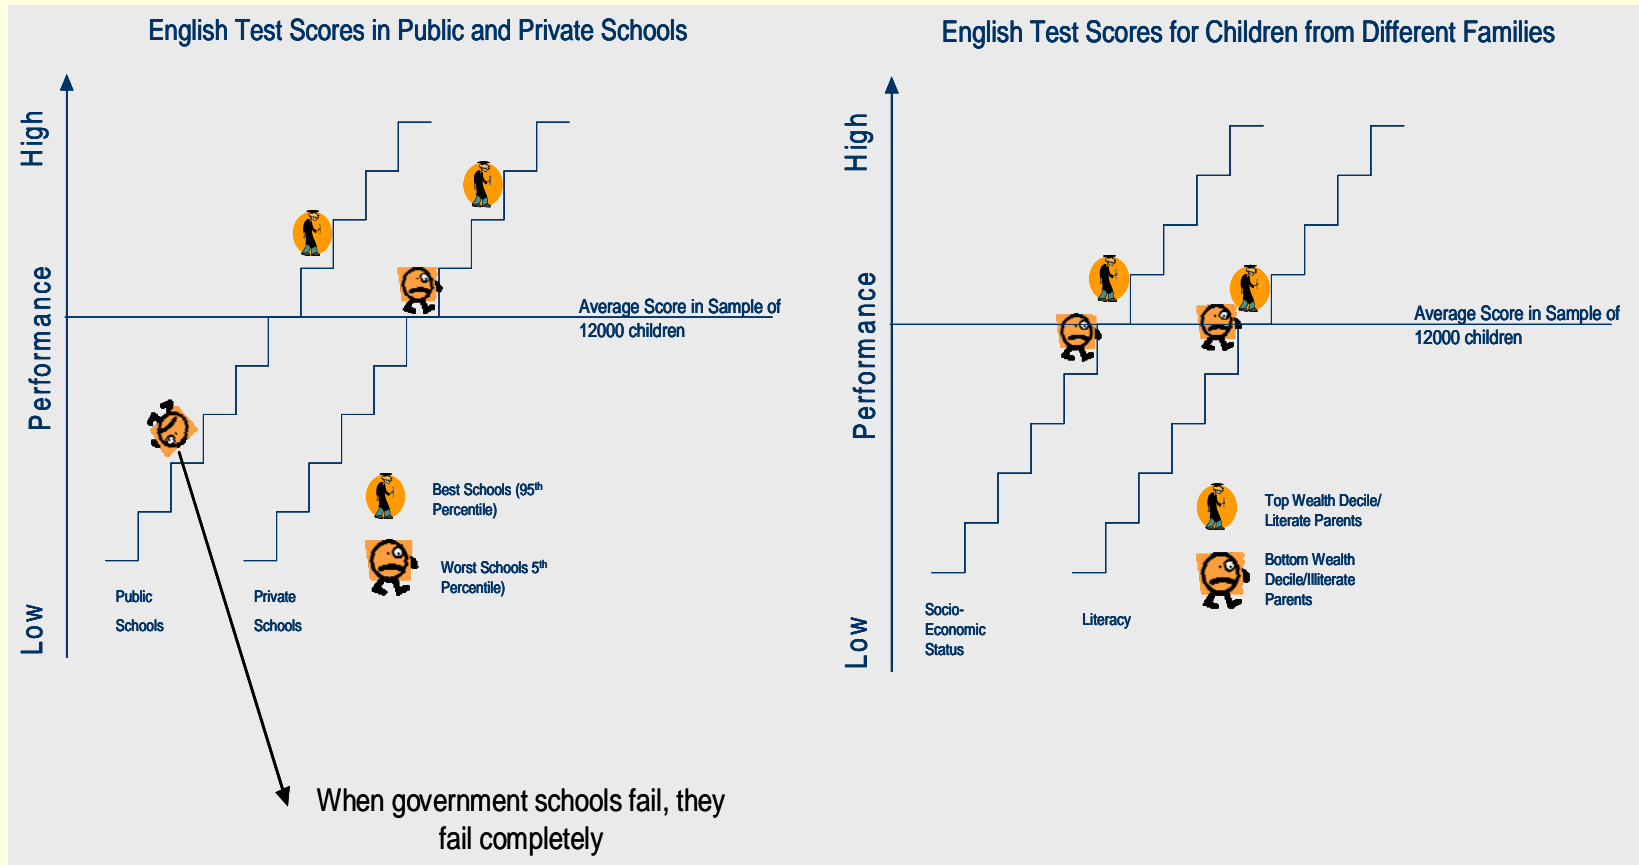 English Test Scores in Public and Private Schools
High
Performance
Low
Average Score in Sample of
12000 children
Best Schools (95th
Percentile)
Worst Schools 5th
Percentile)
Public
Schools
Private
Schools
When government schools fail, they
fail completely
English Test Scores for Children from Different Families
High
Performance
Low
Average Score in Sample of
12000 children
Top Wealth Decile/
Literate Parents
Bottom Wealth
Decile/Illiterate
Parents
Socio-
Economic
Status
Literacy